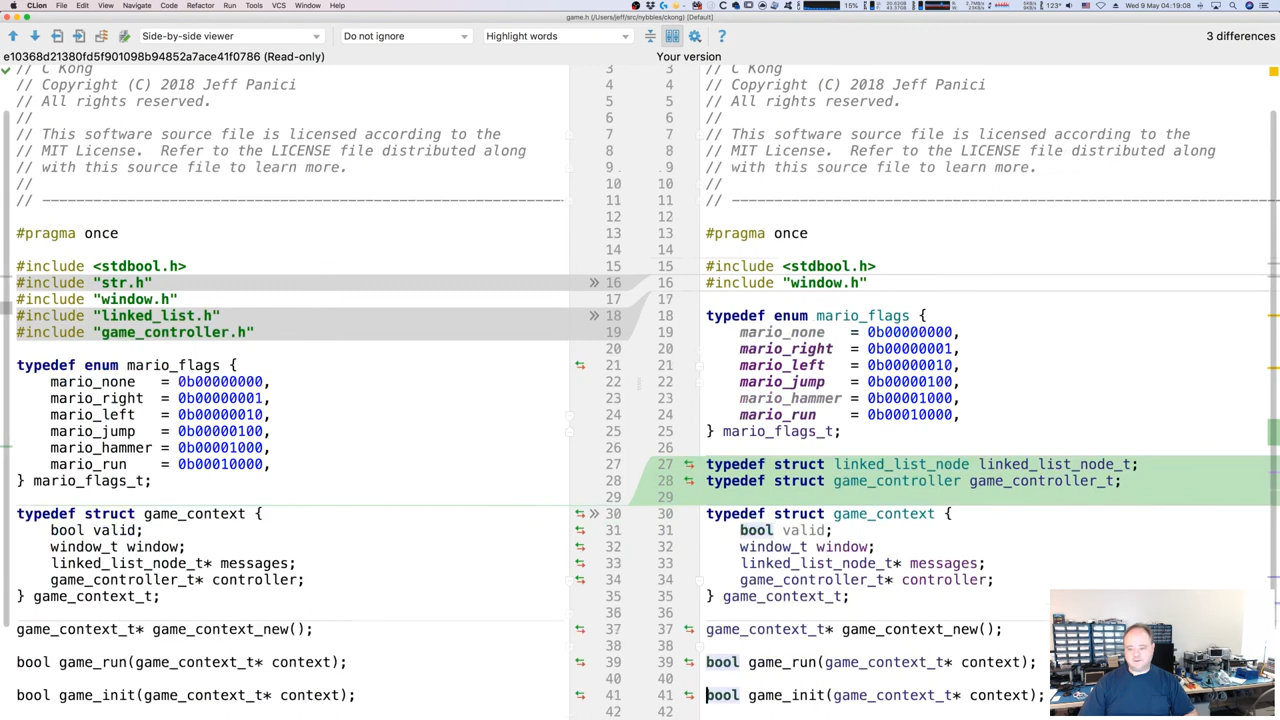 CLion File Edit View Navigate Code Refactor Run Tools VCS Window Help 15% 123° Wed 9 May 04:19:08
game.h (/Users/jeff/src/nybbles/ckong) [Default]
Side-by-side viewer Do not ignore Highlight words ? 3 differences
e10368d21380fd5f901098b94852a7ace41f0786 (Read-only) Your version
// C Kong 3 3 // C Kong
// Copyright (C) 2018 Jeff Panici 4 4 // Copyright (C) 2018 Jeff Panici
// All rights reserved. 5 5 // All rights reserved.
// 6 6 //
// This software source file is licensed according to the 7 7 // This software source file is licensed according to the
// MIT License.  Refer to the LICENSE file distributed along 8 8 // MIT License.  Refer to the LICENSE file distributed along
// with this source file to learn more. 9 9 // with this source file to learn more.
// 10 10 //
// ---------------------------------------------------------------- 11 11 // ----------------------------------------------------------------
12 12
#pragma once 13 13 #pragma once
14 14
#include <stdbool.h> 15 15 #include <stdbool.h>
#include "str.h" 16 16 #include "window.h"
#include "window.h" 17 17
#include "linked_list.h" 18 18 typedef enum mario_flags {
#include "game_controller.h" 19 19 mario_none = 0b00000000,
20 20 mario_right = 0b00000001,
typedef enum mario_flags { 21 21 mario_left = 0b00000010,
mario_none = 0b00000000, 22 22 mario_jump = 0b00000100,
mario_right = 0b00000001, 23 23 mario_hammer = 0b00001000,
mario_left = 0b00000010, 24 24 mario_run = 0b00010000,
mario_jump = 0b00000100, 25 25 } mario_flags_t;
mario_hammer = 0b00001000, 26 26
mario_run = 0b00010000, 27 27 typedef struct linked_list_node linked_list_node_t;
} mario_flags_t; 28 28 typedef struct game_controller game_controller_t;
29 29
typedef struct game_context { 30 30 typedef struct game_context {
bool valid; 31 31 bool valid;
window_t window; 32 32 window_t window;
linked_list_node_t* messages; 33 33 linked_list_node_t* messages;
game_controller_t* controller; 34 34 game_controller_t* controller;
} game_context_t; 35 35 } game_context_t;
36 36
game_context_t* game_context_new(); 37 37 game_context_t* game_context_new();
38 38
bool game_run(game_context_t* context); 39 39 bool game_run(game_context_t* context);
40 40
bool game_init(game_context_t* context); 41 41 bool game_init(game_context_t* context);
42 42